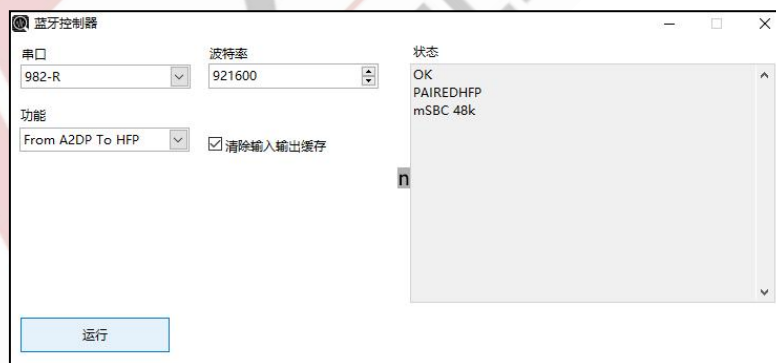 蓝牙控制器
串口
982-R
波特率
921600
功能
From A2DP To HFP
清除输入输出缓存
状态
OK
PAIREDHFP
mSBC 48k
n
运行